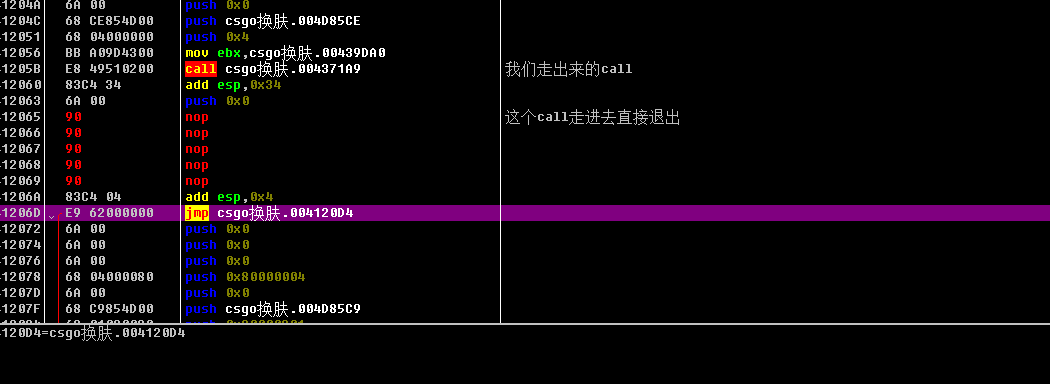 1204A 6A 00 push 0x0
1204C 68 CE854D00 push csgo换肤.004D85CE
12051 68 04000000 push 0x4
12056 BB A09D4300 mov ebx,csgo换肤.00439DA0
1205B E8 49510200 call csgo换肤.004371A9 我们走出来的call
12060 83C4 34 add esp,0x34
12063 6A 00 push 0x0
12065 90 nop 这个call走进去直接退出
12066 90 nop
12067 90 nop
12068 90 nop
12069 90 nop
1206A 83C4 04 add esp,0x4
1206D E9 62000000 jmp csgo换肤.004120D4
12072 6A 00 push 0x0
12074 6A 00 push 0x0
12076 6A 00 push 0x0
12078 68 04000080 push 0x80000004
1207D 6A 00 push 0x0
1207F 68 C9854D00 push csgo换肤.004D85C9
120D4=csgo换肤.004120D4